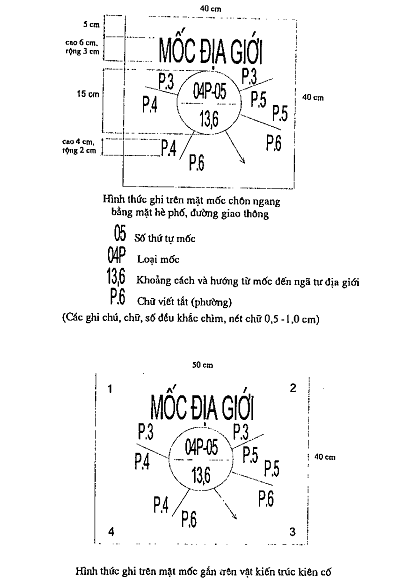 40 cm
5 cm
cao 6 cm,
rộng 3 cm
MỐC ĐỊA GIỚI
P.3 P.3
15 cm
04P-05
P.4 P.5
40 cm
13,6
P.5
cao 4 cm,
rộng 2 cm
P.4 P.6
P.6
Hình thức ghi trên mặt mốc chôn ngang
bằng mặt hè phố, đường giao thông
05 Số thứ tự mốc
04P Loại mốc
13,6 Khoảng cách và hướng từ mốc đến ngã tư địa giới
P.6 Chữ viết tắt (phường)
(Các ghi chú, chữ, số đều khắc chìm, nét chữ 0,5 - 1,0 cm)
50 cm
1 2
MỐC ĐỊA GIỚI
P.3 P.3
04P-05
P.4 P.5
40 cm
13,6
P.5
P.4 P.6
P.6
4 3
Hình thức ghi trên mặt mốc gắn trên vật kiến trúc kiên cố